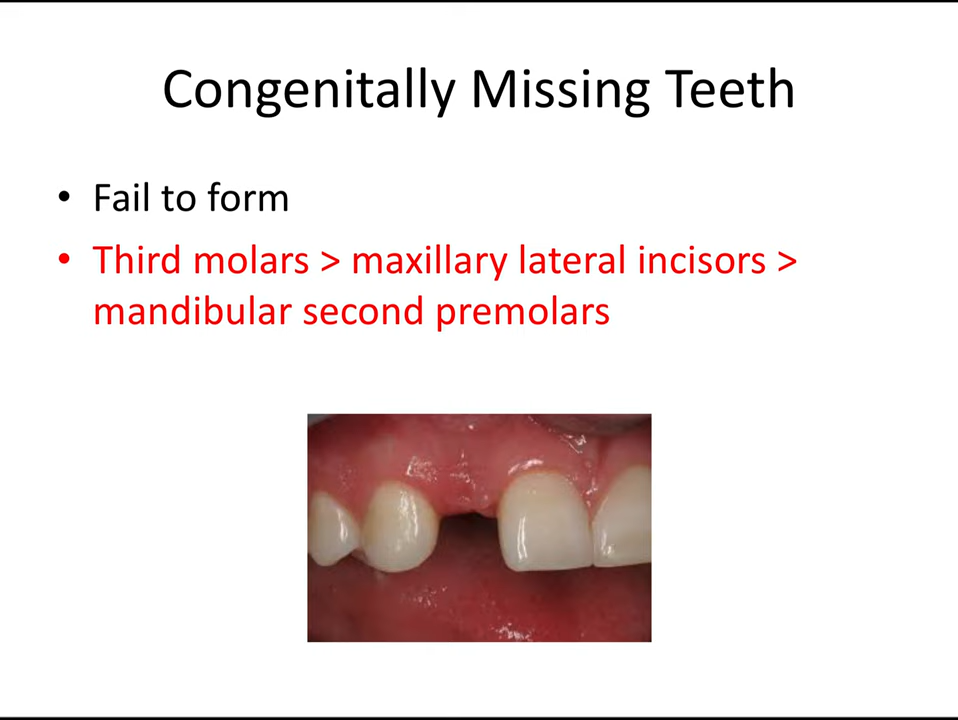 Congenitally Missing Teeth
• Fail to form
• Third molars > maxillary lateral incisors >
mandibular second premolars